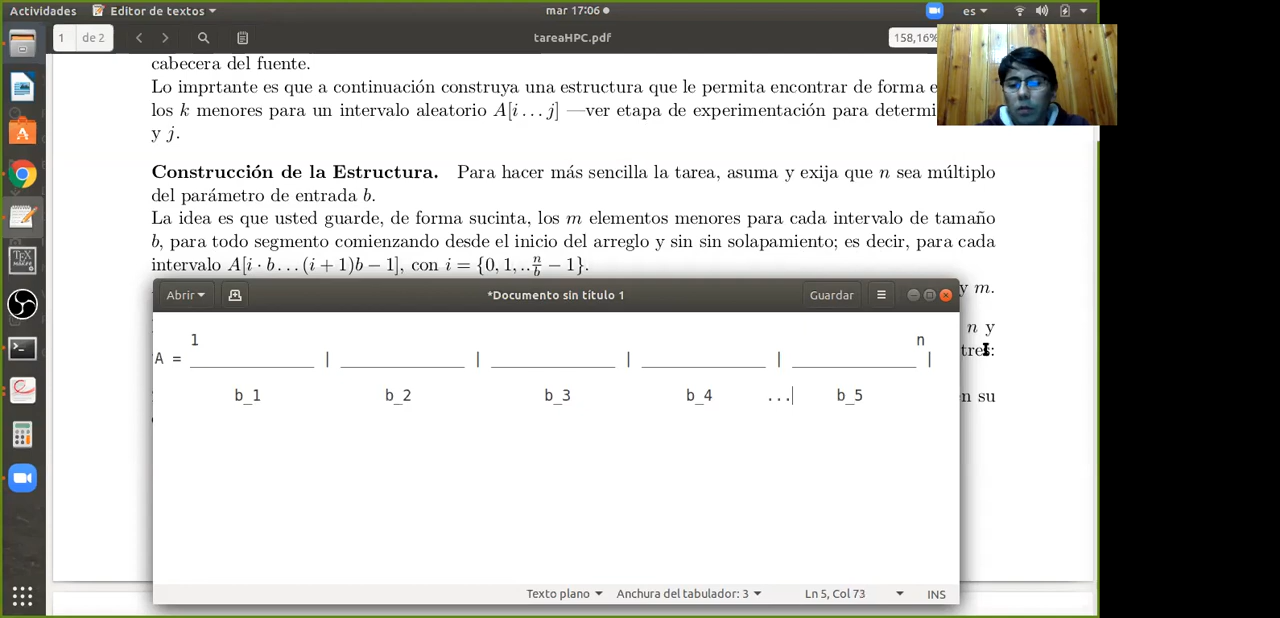 Actividades Editor de textos mar 17:06 es
1 de 2 tareaHPC.pdf 158,16%
cabecera del fuente.
Lo imprtante es que a continuación construya una estructura que le permita encontrar de forma e
los k menores para un intervalo aleatorio A[i . . . j] —ver etapa de experimentación para determi
y j.
Construcción de la Estructura. Para hacer más sencilla la tarea, asuma y exija que n sea múltiplo
del parámetro de entrada b.
La idea es que usted guarde, de forma sucinta, los m elementos menores para cada intervalo de tamaño
b, para todo segmento comienzando desde el inicio del arreglo y sin sin solapamiento; es decir, para cada
intervalo A[i · b . . . (i + 1)b − 1], con i = {0, 1, ..n/b − 1}.
y m.
Abrir *Documento sin título 1 Guardar
n y
tres:
n su
1 n
A = ______________ | ______________ | ______________ | ______________ | ______________ |
b_1 b_2 b_3 b_4 ... b_5
Texto plano Anchura del tabulador: 3 Ln 5, Col 73 INS